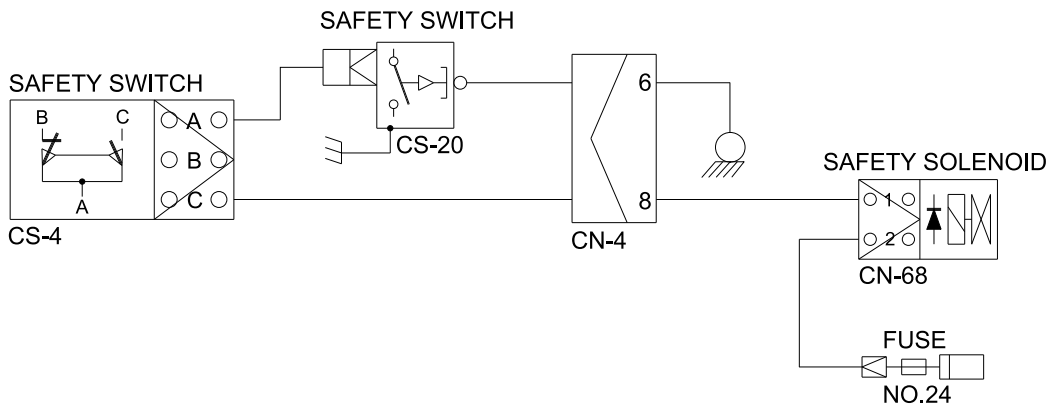 SAFETY SWITCH
SAFETY SWITCH
B C
A
A
B
C
CS-4
CS-20
6
8
CN-4
SAFETY SOLENOID
1
2
CN-68
FUSE
NO.24